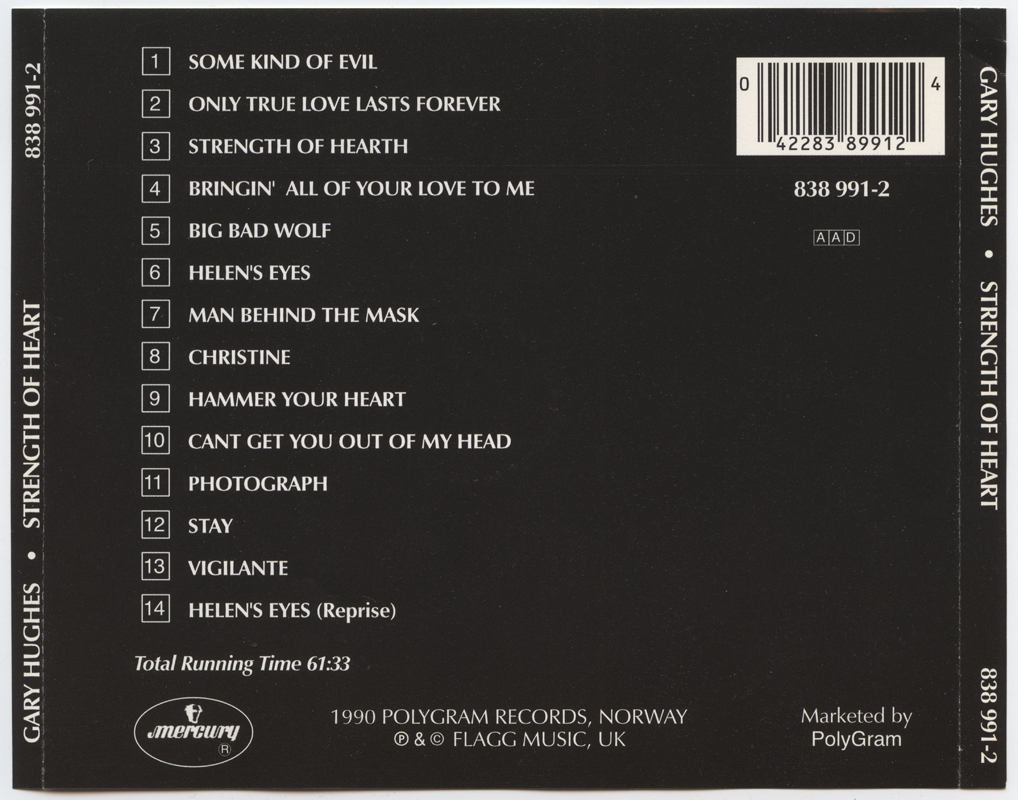 838 991-2
GARY HUGHES • STRENGTH OF HEART
1 SOME KIND OF EVIL
2 ONLY TRUE LOVE LASTS FOREVER
3 STRENGTH OF HEARTH
4 BRINGIN' ALL OF YOUR LOVE TO ME
5 BIG BAD WOLF
6 HELEN'S EYES
7 MAN BEHIND THE MASK
8 CHRISTINE
9 HAMMER YOUR HEART
10 CANT GET YOU OUT OF MY HEAD
11 PHOTOGRAPH
12 STAY
13 VIGILANTE
14 HELEN'S EYES (Reprise)
Total Running Time 61:33
mercury ®
1990 POLYGRAM RECORDS, NORWAY
℗ & © FLAGG MUSIC, UK
Marketed by
PolyGram
0 42283 89912 4
838 991-2
AAD
GARY HUGHES • STRENGTH OF HEART
838 991-2